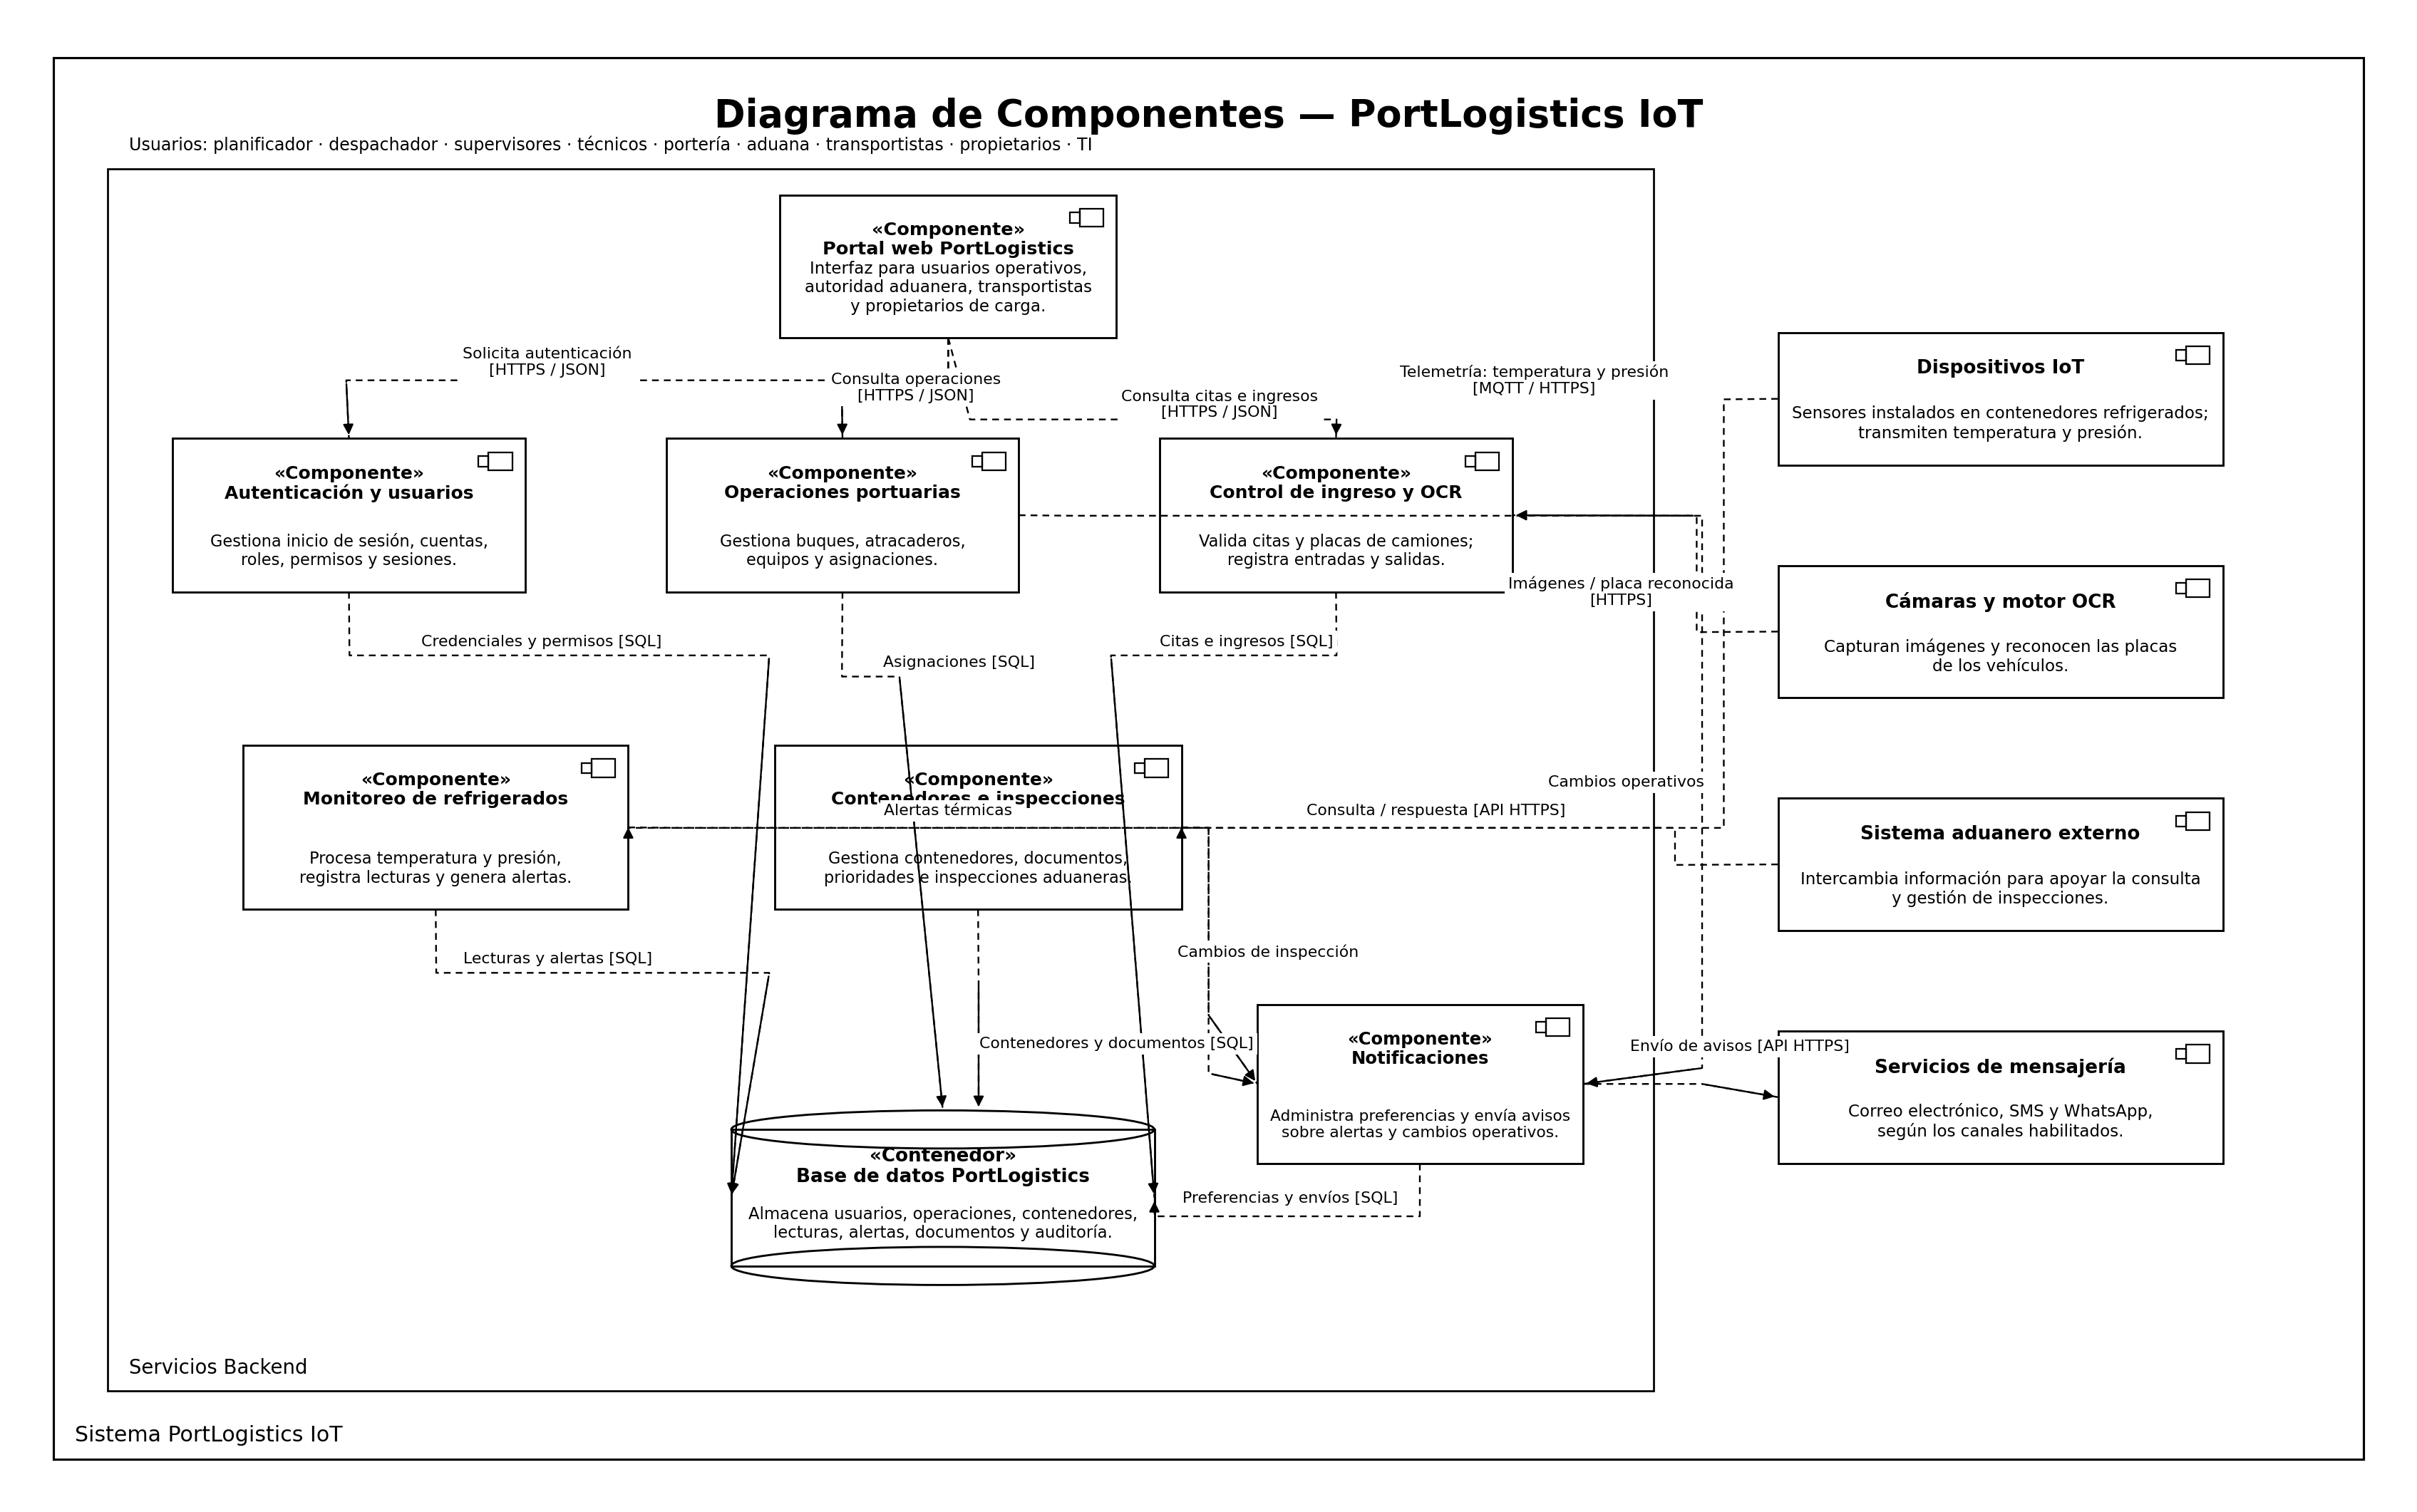 Diagrama de Componentes — PortLogistics IoT
Usuarios: planificador · despachador · supervisores · técnicos · portería · aduana · transportistas · propietarios · TI
«Componente»
Portal web PortLogistics
Interfaz para usuarios operativos,
autoridad aduanera, transportistas
y propietarios de carga.
Solicita autenticación
[HTTPS / JSON]
Consulta operaciones
[HTTPS / JSON]
Consulta citas e ingresos
[HTTPS / JSON]
Telemetría: temperatura y presión
[MQTT / HTTPS]
Dispositivos IoT
Sensores instalados en contenedores refrigerados;
transmiten temperatura y presión.
«Componente»
Autenticación y usuarios
Gestiona inicio de sesión, cuentas,
roles, permisos y sesiones.
«Componente»
Operaciones portuarias
Gestiona buques, atracaderos,
equipos y asignaciones.
«Componente»
Control de ingreso y OCR
Valida citas y placas de camiones;
registra entradas y salidas.
Imágenes / placa reconocida
[HTTPS]
Cámaras y motor OCR
Capturan imágenes y reconocen las placas
de los vehículos.
Credenciales y permisos [SQL]
Asignaciones [SQL]
Citas e ingresos [SQL]
«Componente»
Monitoreo de refrigerados
Procesa temperatura y presión,
registra lecturas y genera alertas.
«Componente»
Contenedores e inspecciones
Alertas térmicas
Gestiona contenedores, documentos,
prioridades e inspecciones aduaneras.
Cambios operativos
Consulta / respuesta [API HTTPS]
Sistema aduanero externo
Intercambia información para apoyar la consulta
y gestión de inspecciones.
Lecturas y alertas [SQL]
Cambios de inspección
Contenedores y documentos [SQL]
«Componente»
Notificaciones
Administra preferencias y envía avisos
sobre alertas y cambios operativos.
Envío de avisos [API HTTPS]
Servicios de mensajería
Correo electrónico, SMS y WhatsApp,
según los canales habilitados.
«Contenedor»
Base de datos PortLogistics
Almacena usuarios, operaciones, contenedores,
lecturas, alertas, documentos y auditoría.
Preferencias y envíos [SQL]
Servicios Backend
Sistema PortLogistics IoT